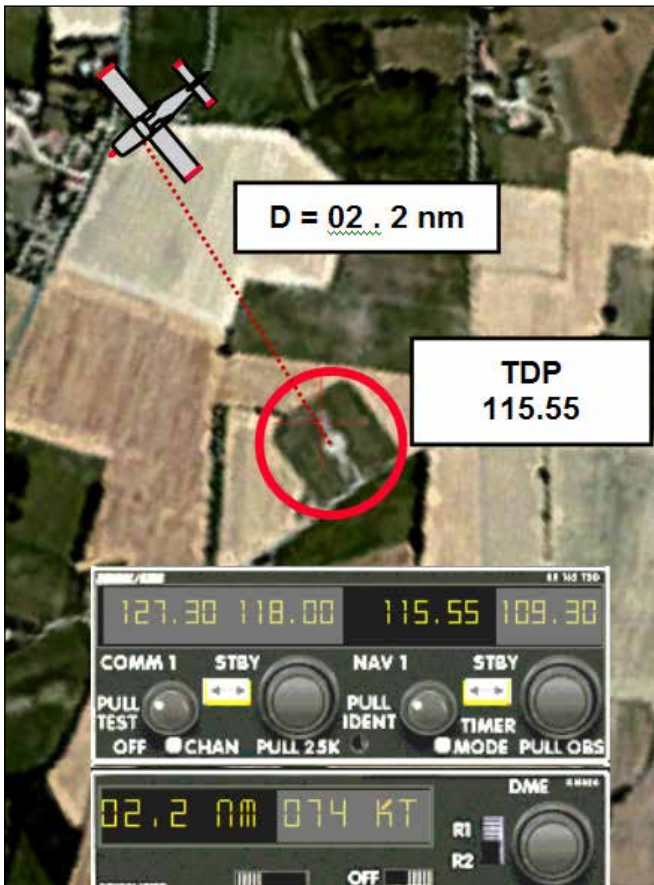 D = 02 . 2 nm
TDP
115.55
127.30 118.00 115.55 109.30
COMM 1 STBY NAV 1 STBY
PULL TEST PULL IDENT TIMER
OFF CHAN PULL 25K MODE PULL OBS
DME
02.2 NM 074 KT
R1
R2
OFF